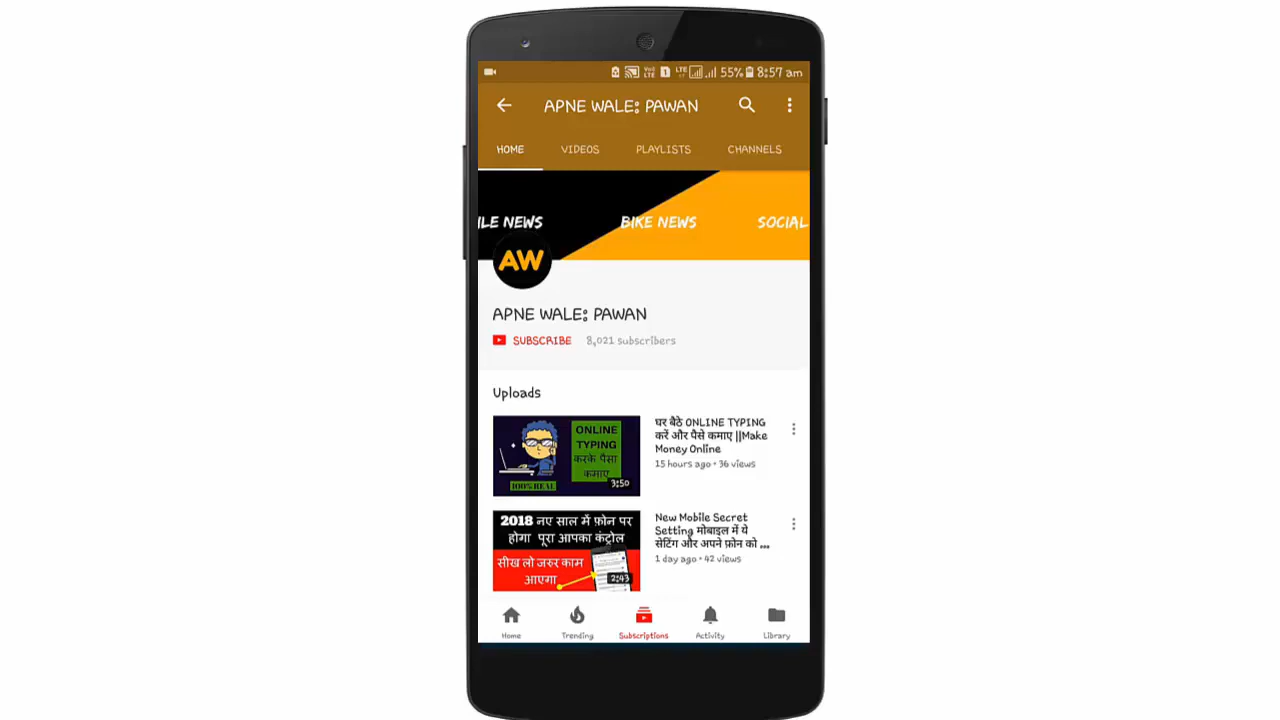 VoLTE LTE 55% 8:57 am
APNE WALE: PAWAN
HOME VIDEOS PLAYLISTS CHANNELS
ILE NEWS BIKE NEWS SOCIAL
AW
APNE WALE: PAWAN
SUBSCRIBE 8,021 subscribers
Uploads
ONLINE
TYPING
करके पैसा
कमाए
100% REAL
3:50
घर बैठे ONLINE TYPING
करें और पैसे कमाए ||Make
Money Online
15 hours ago • 36 views
2018 नए साल में फ़ोन पर
होगा पूरा आपका कंट्रोल
सीख लो जरुर काम
आएगा
2:43
New Mobile Secret
Setting मोबाइल में ये
सेटिंग और अपने फ़ोन को ...
1 day ago • 42 views
Home Trending Subscriptions Activity Library